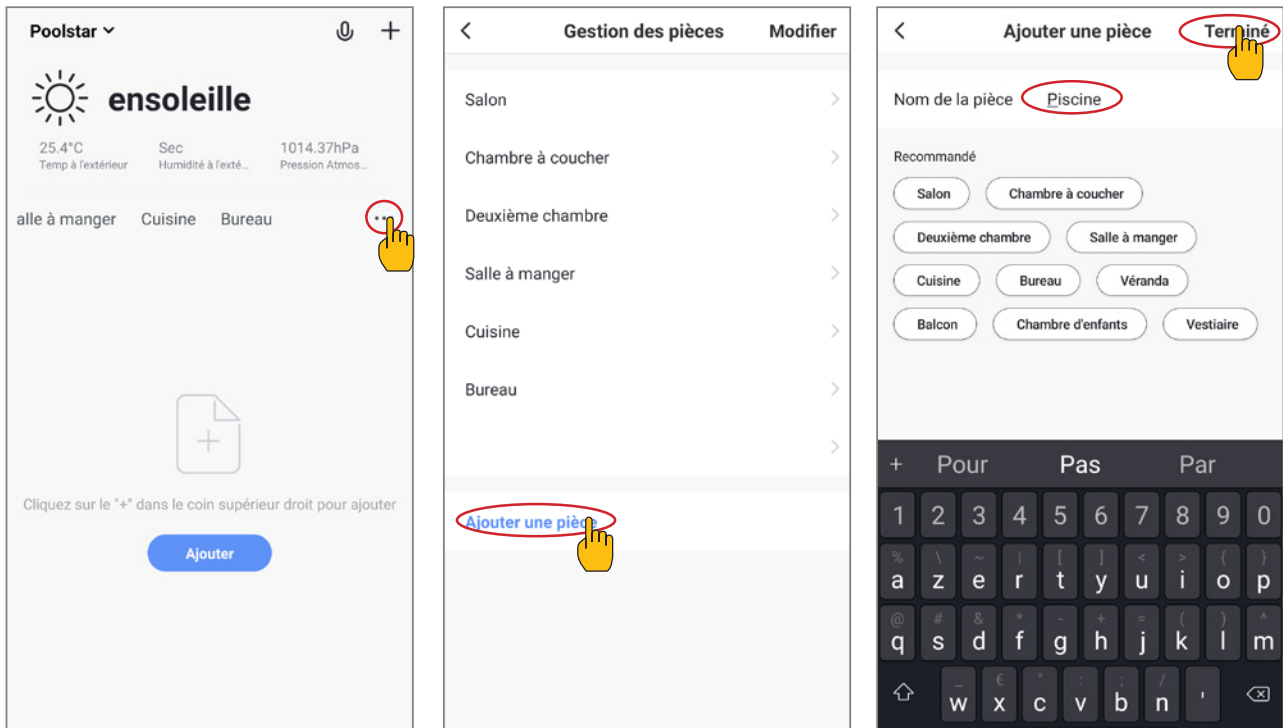 Poolstar
ensoleille
25.4°C Sec 1014.37hPa
Temp à l'extérieur Humidité à l'exté... Pression Atmos...
alle à manger Cuisine Bureau
Cliquez sur le "+" dans le coin supérieur droit pour ajouter
Ajouter
Gestion des pièces Modifier
Salon
Chambre à coucher
Deuxième chambre
Salle à manger
Cuisine
Bureau
Ajouter une pièce
Ajouter une pièce Terminé
Nom de la pièce Piscine
Recommandé
Salon Chambre à coucher
Deuxième chambre Salle à manger
Cuisine Bureau Véranda
Balcon Chambre d'enfants Vestiaire
+ Pour Pas Par
1 2 3 4 5 6 7 8 9 0
% \ ~ | [ ] < > { }
a z e r t y u i o p
@ # & * - + = ( ) ^
q s d f g h j k l m
_ € " : ; /
w x c v b n '